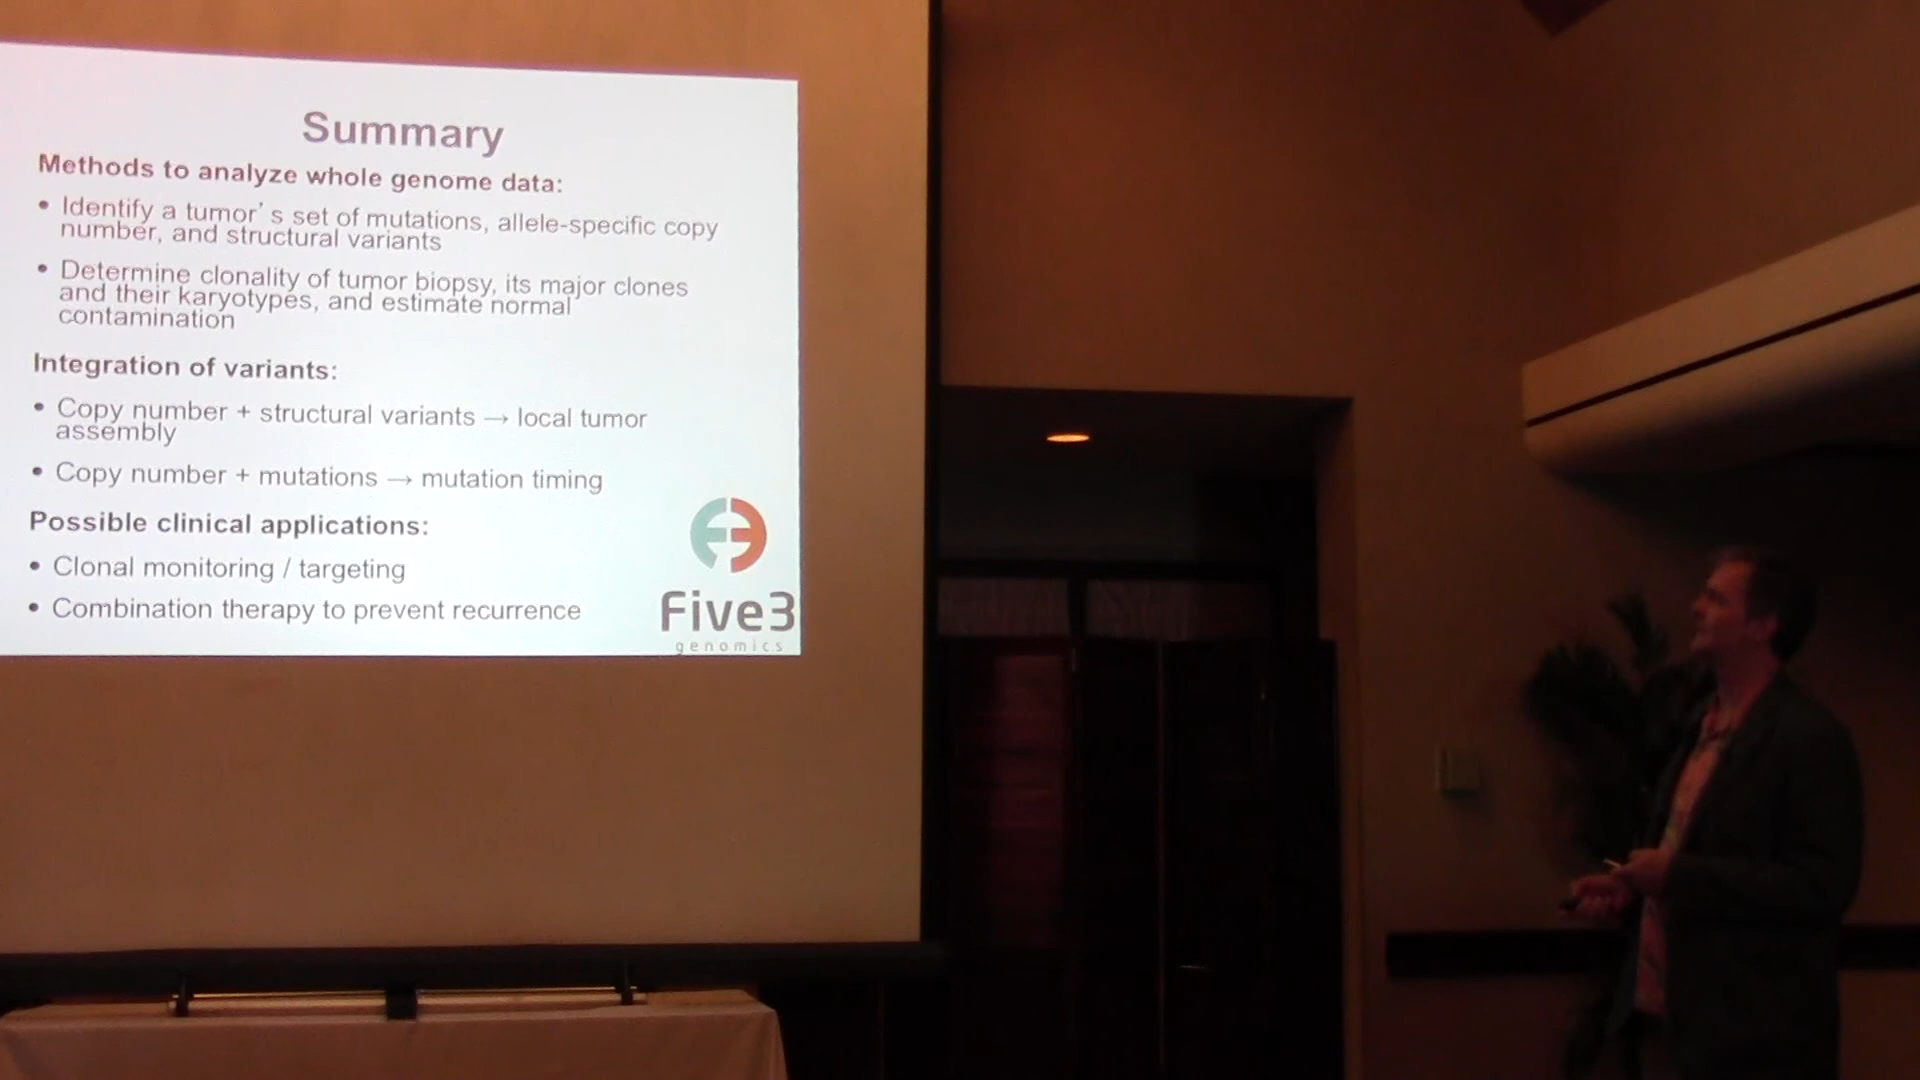 Summary
Methods to analyze whole genome data:
• Identify a tumor’ s set of mutations, allele-specific copy
number, and structural variants
• Determine clonality of tumor biopsy, its major clones
and their karyotypes, and estimate normal
contamination
Integration of variants:
• Copy number + structural variants → local tumor
assembly
• Copy number + mutations → mutation timing
Possible clinical applications:
• Clonal monitoring / targeting
• Combination therapy to prevent recurrence
Five3
genomics